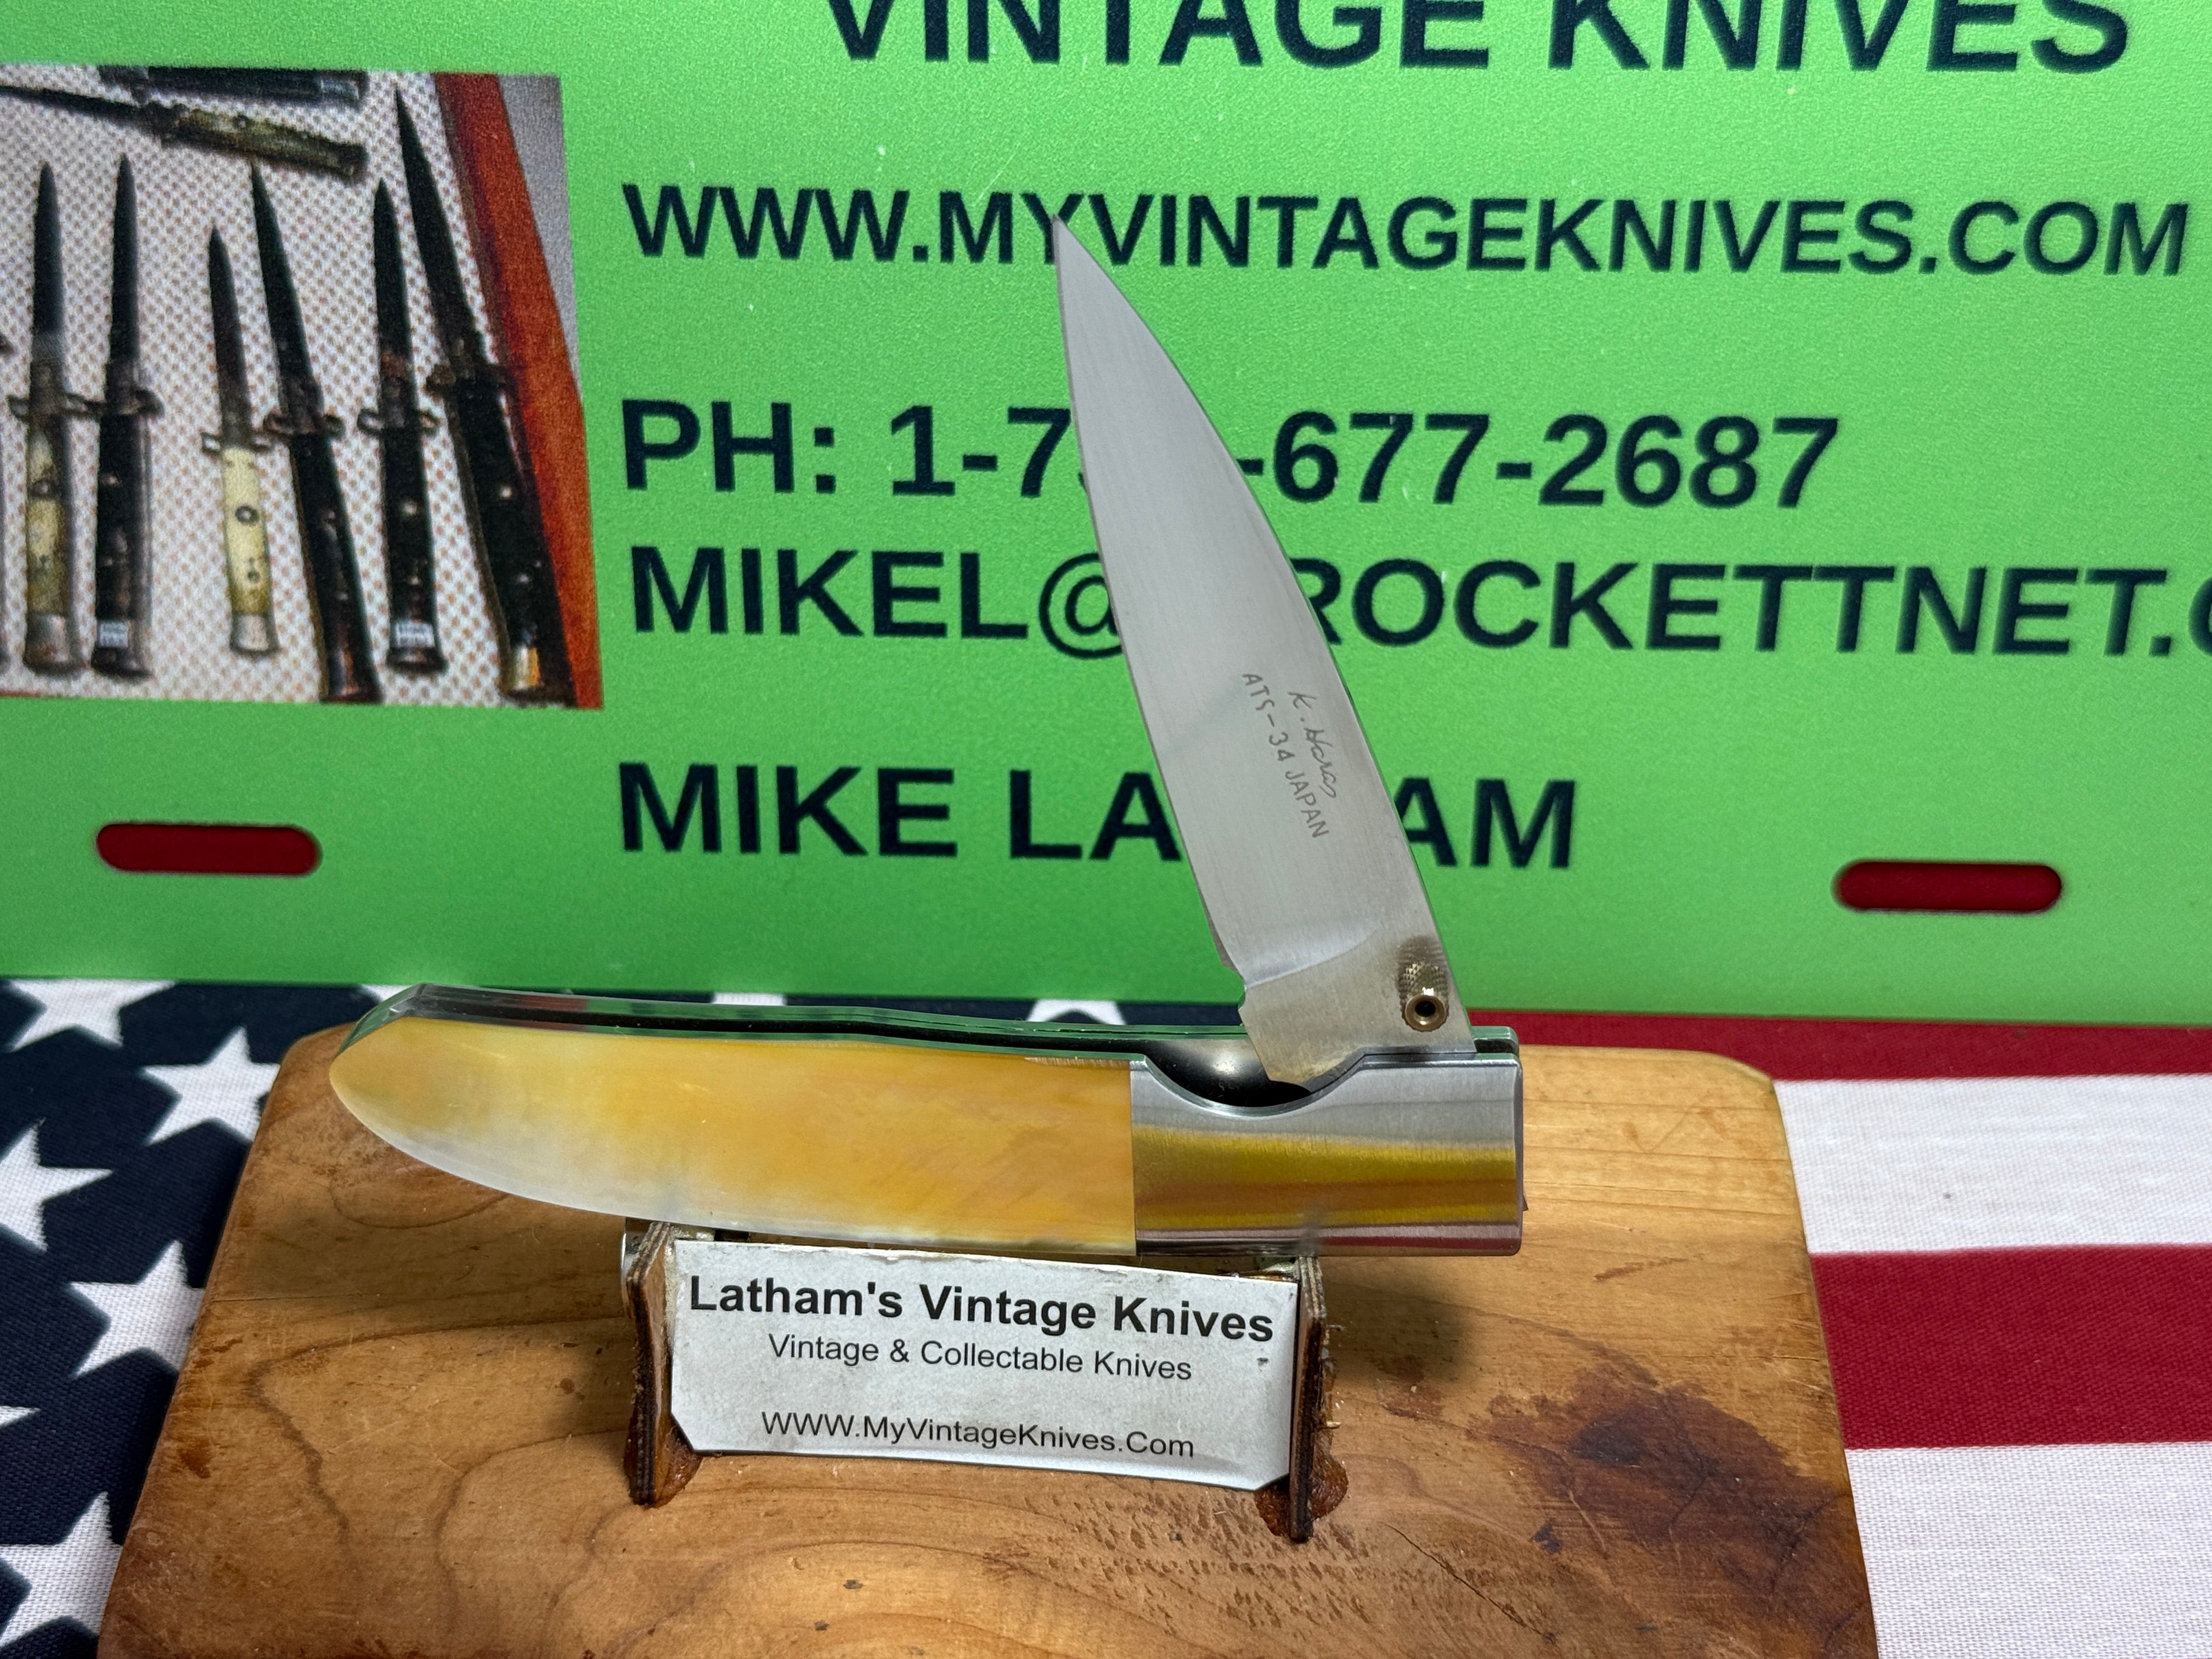 VINTAGE KNIVES
WWW.MYVINTAGEKNIVES.COM
PH: 1-7 -677-2687
MIKEL@ ROCKETTNET.
MIKE LA AM
K. Hara
ATS-34 JAPAN
Latham's Vintage Knives
Vintage & Collectable Knives
WWW.MyVintageKnives.Com